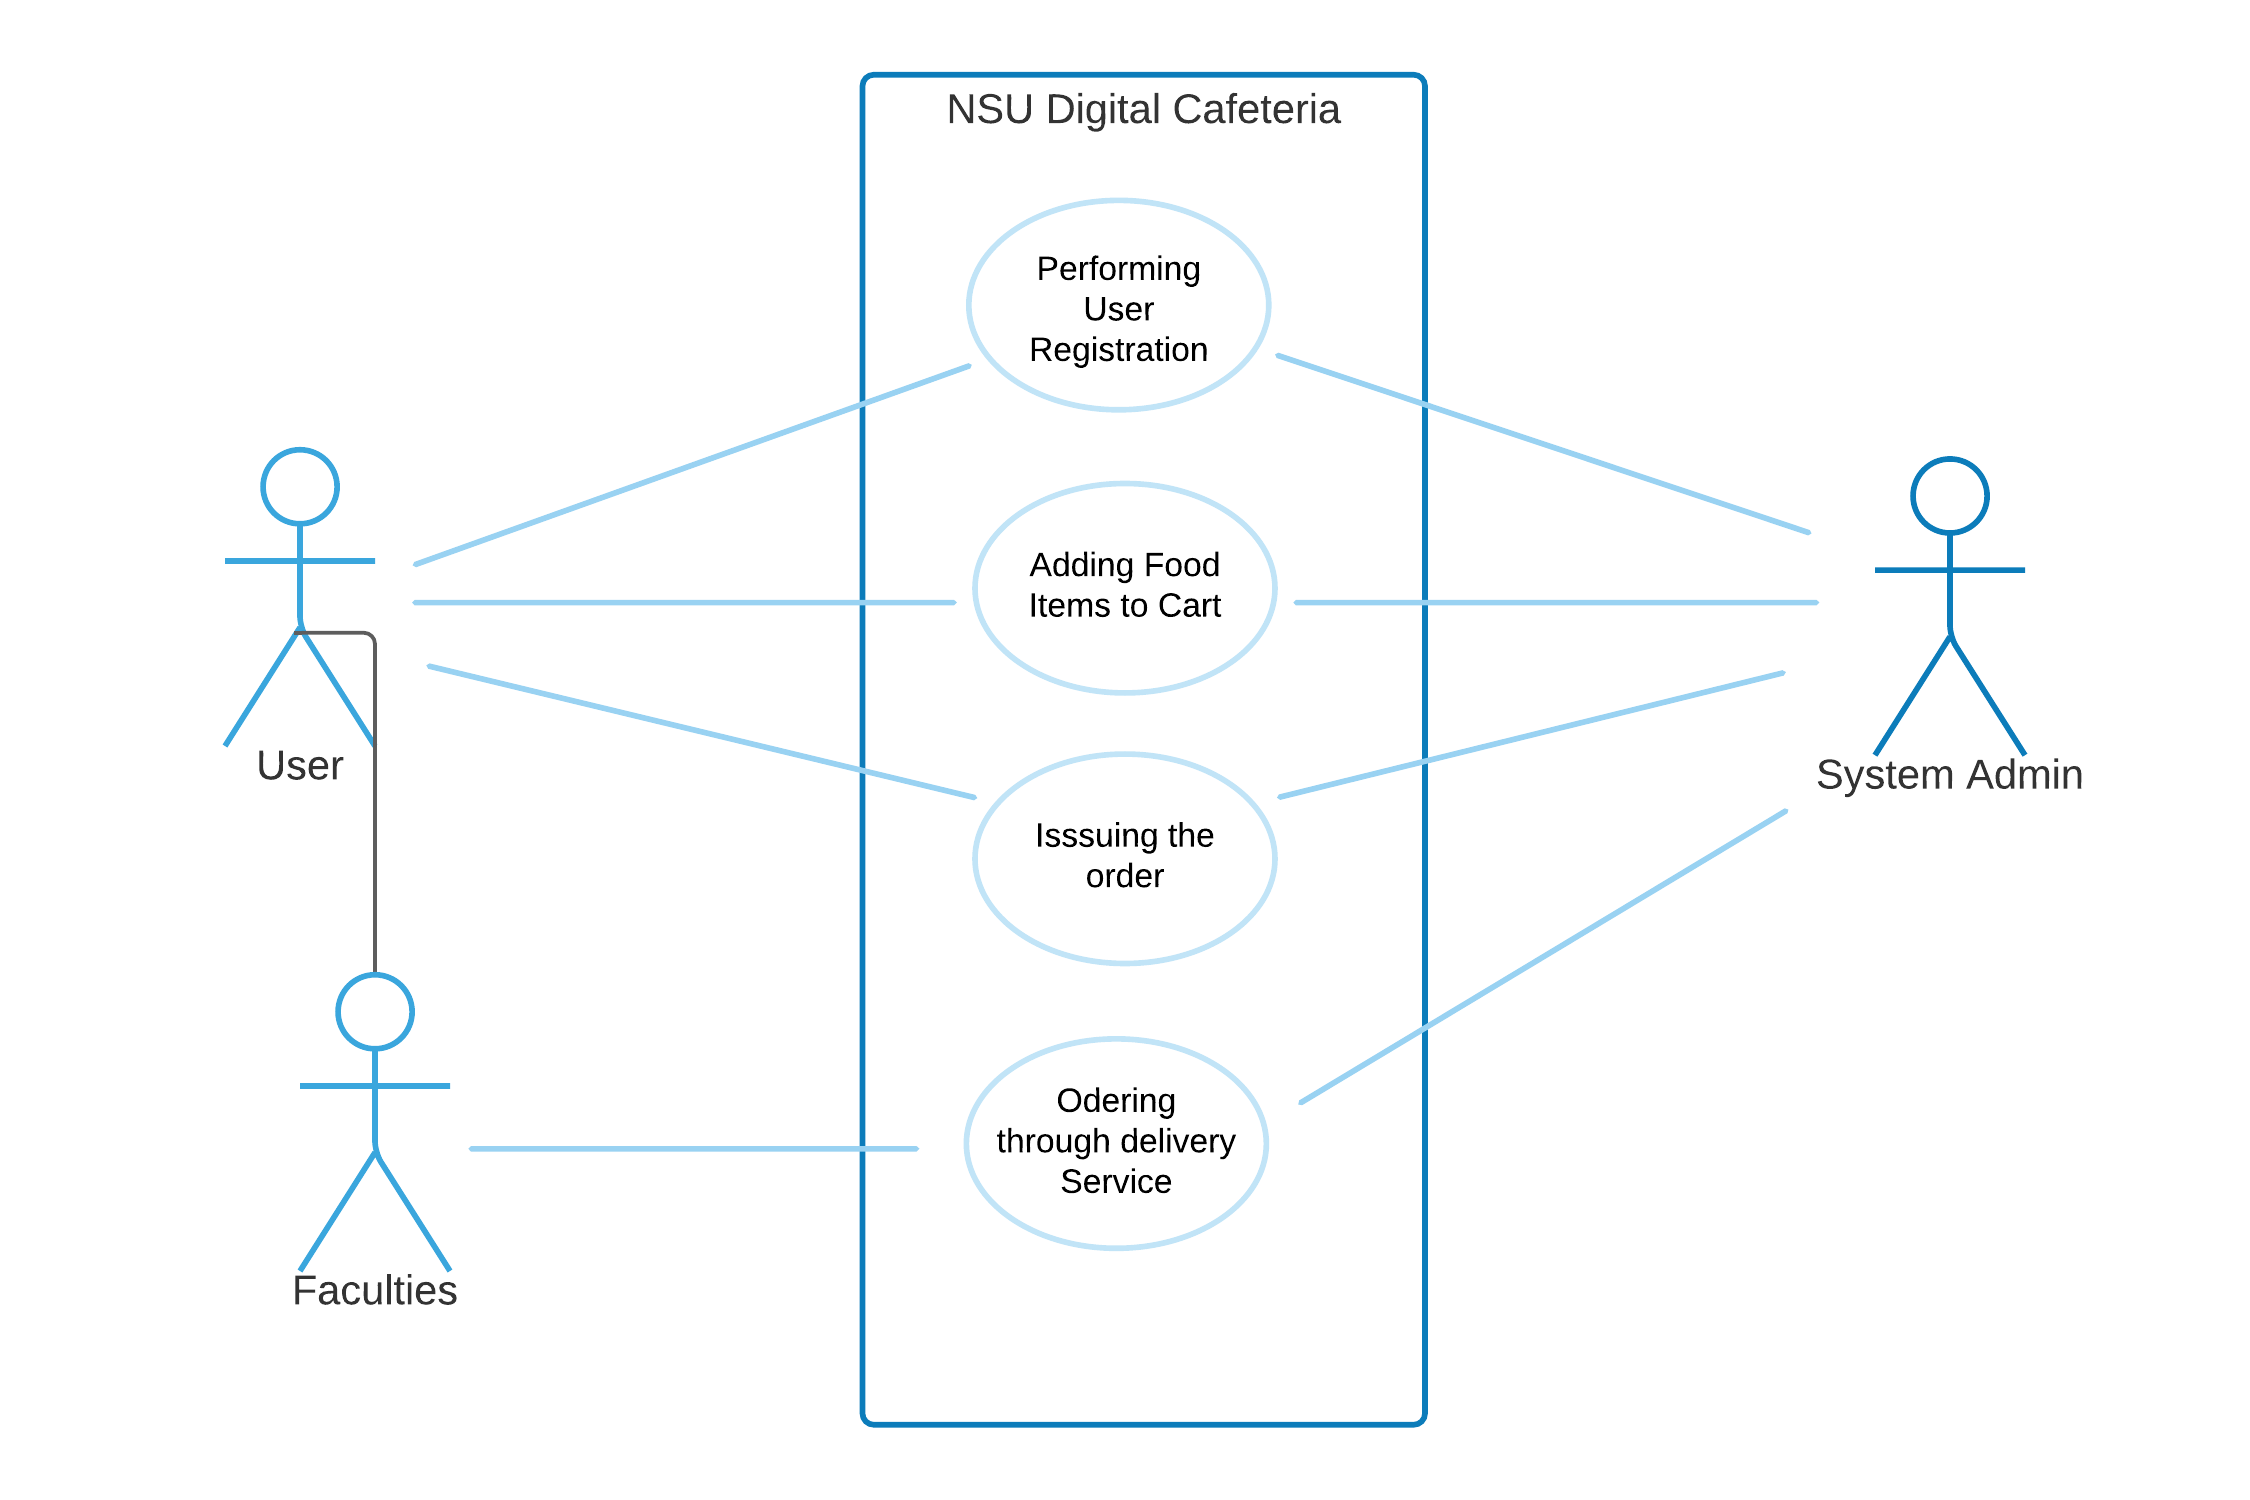 NSU Digital Cafeteria
Performing
User
Registration
Adding Food
Items to Cart
User
System Admin
Isssuing the
order
Odering
through delivery
Service
Faculties